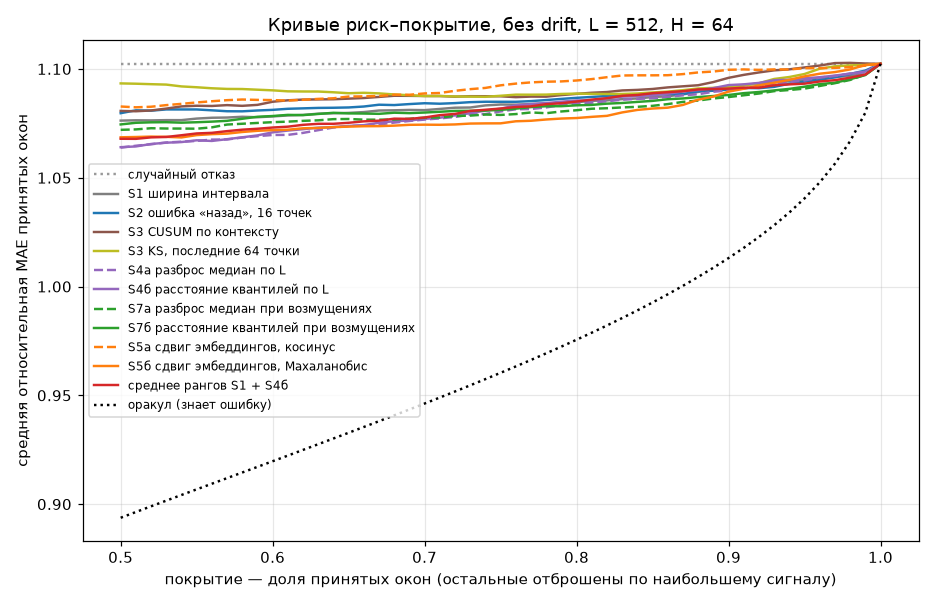 Кривые риск–покрытие, без drift, L = 512, H = 64
средняя относительная MAE принятых окон
1.10
1.05
1.00
0.95
0.90
случайный отказ
S1 ширина интервала
S2 ошибка «назад», 16 точек
S3 CUSUM по контексту
S3 KS, последние 64 точки
S4а разброс медиан по L
S4б расстояние квантилей по L
S7а разброс медиан при возмущениях
S7б расстояние квантилей при возмущениях
S5а сдвиг эмбеддингов, косинус
S5б сдвиг эмбеддингов, Махаланобис
среднее рангов S1 + S4б
оракул (знает ошибку)
0.5 0.6 0.7 0.8 0.9 1.0
покрытие — доля принятых окон (остальные отброшены по наибольшему сигналу)